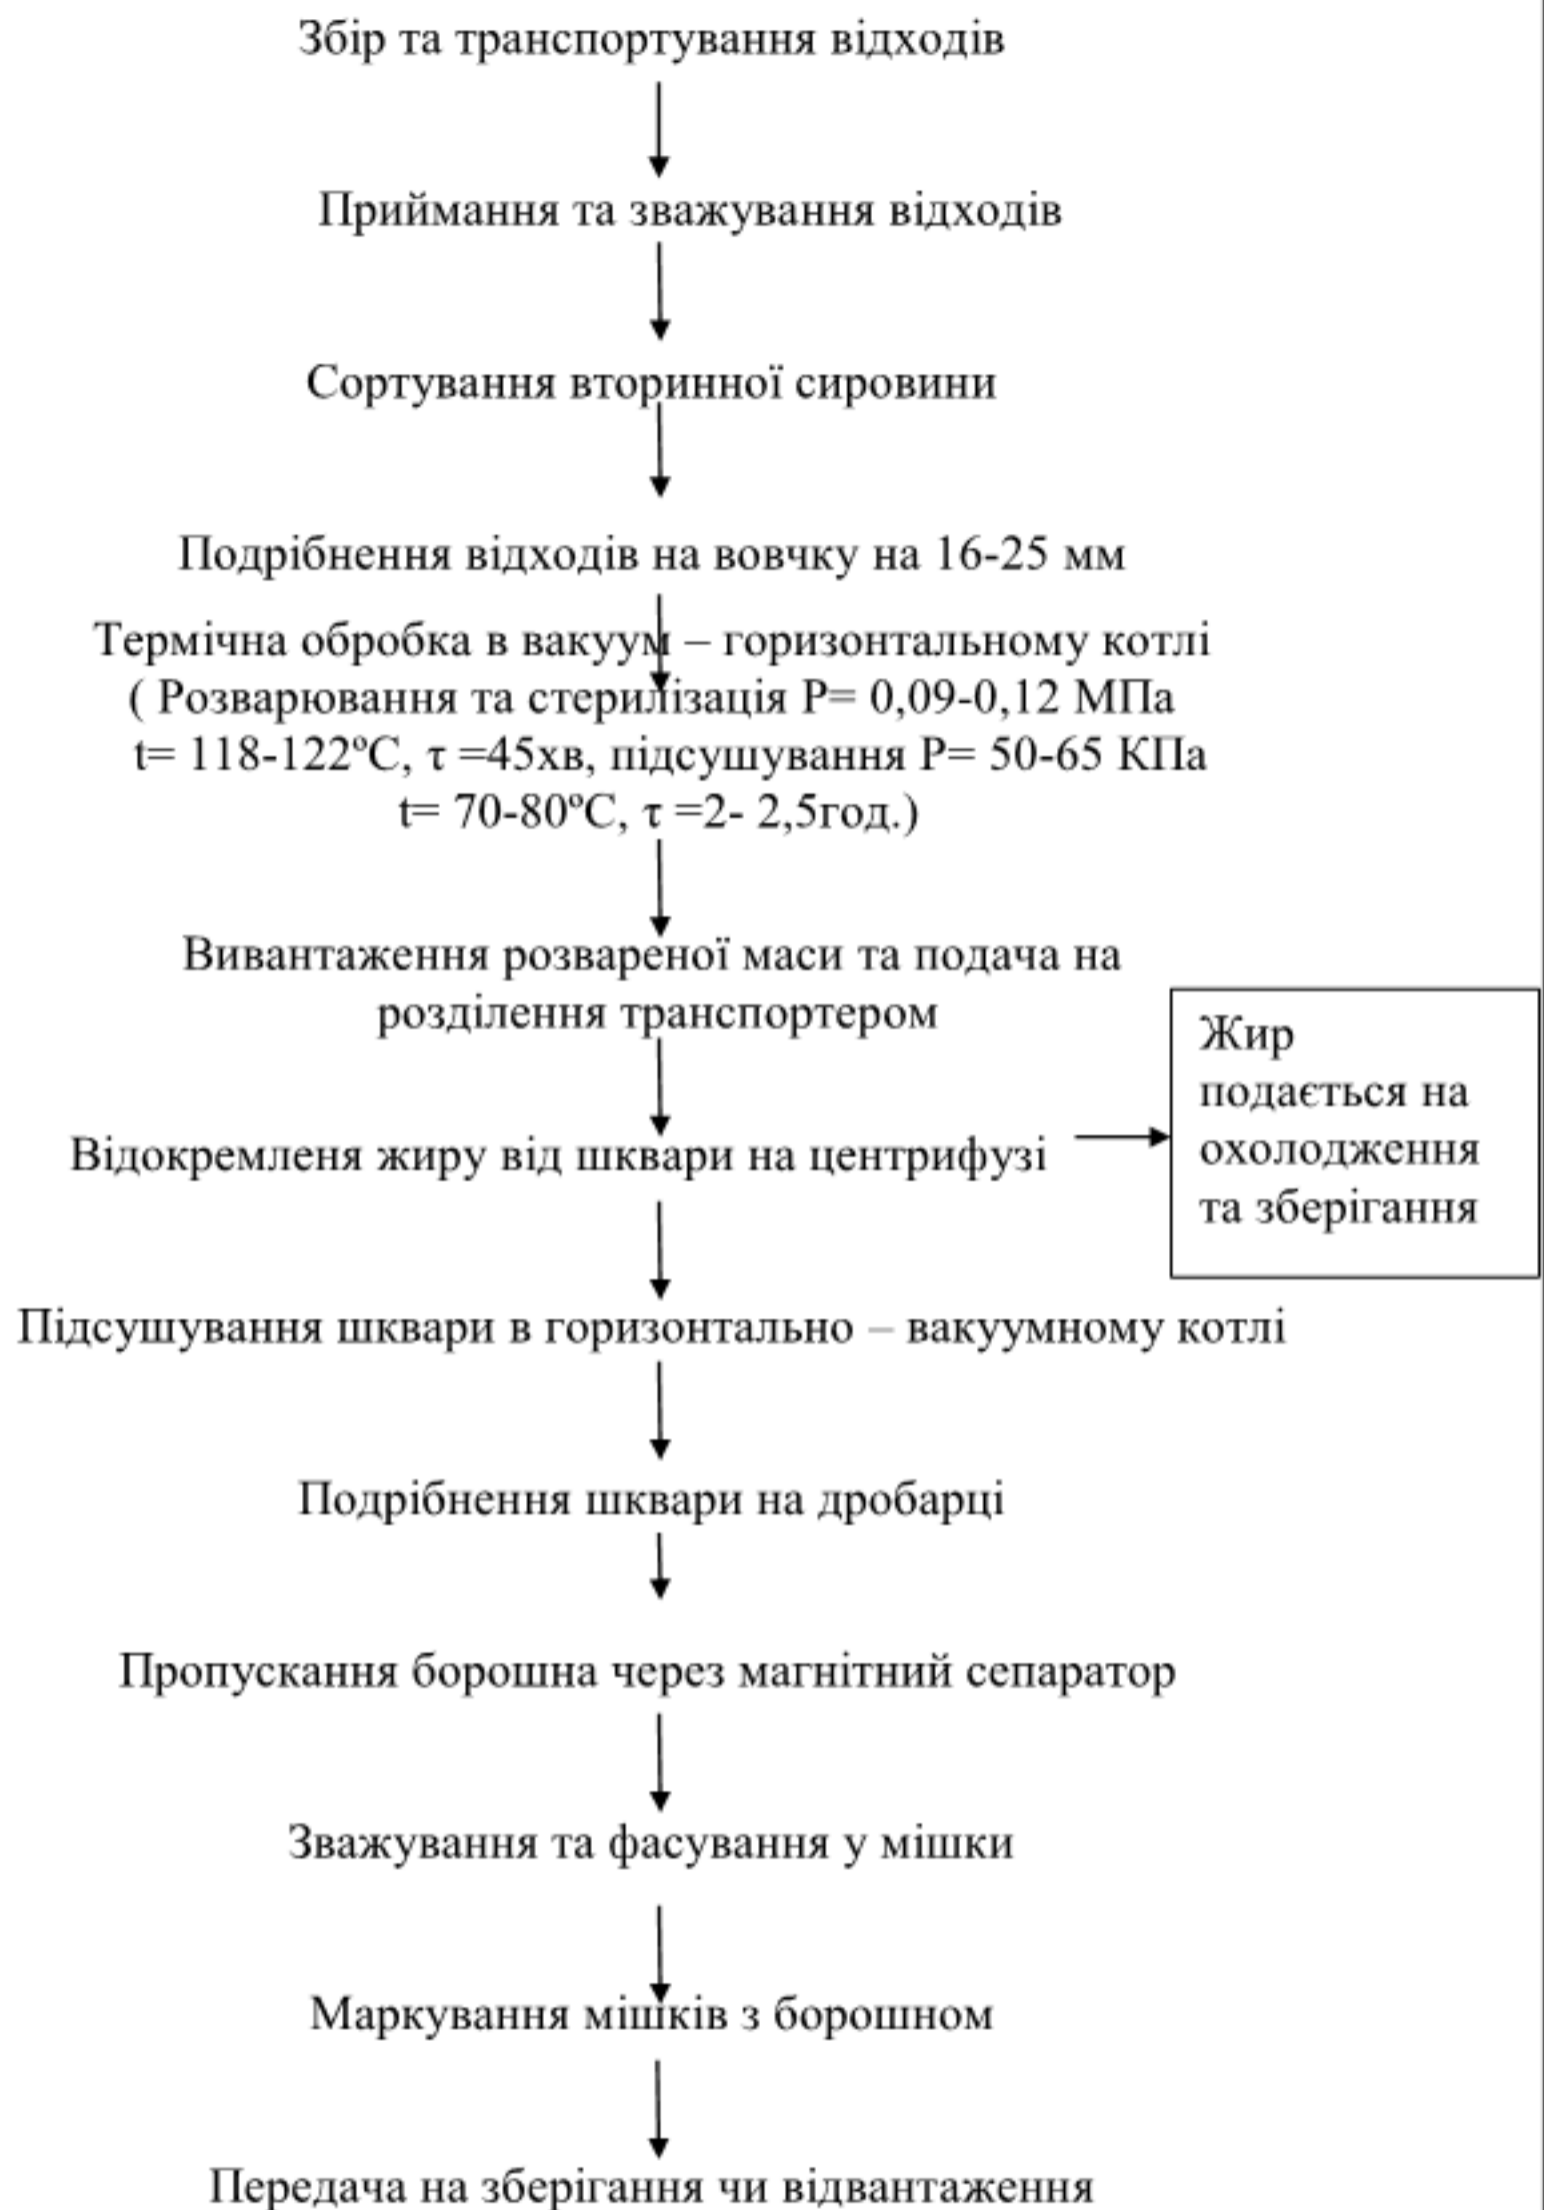 Збір та транспортування відходів
Приймання та зважування відходів
Сортування вторинної сировини
Подрібнення відходів на вовчку на 16-25 мм
Термічна обробка в вакуум – горизонтальному котлі
( Розварювання та стерилізація Р= 0,09-0,12 МПа
t= 118-122ºС, τ =45хв, підсушування Р= 50-65 КПа
t= 70-80ºС, τ =2- 2,5год.)
Вивантаження розвареної маси та подача на
розділення транспортером
Відокремленя жиру від шквари на центрифузі
Жир
подається на
охолодження
та зберігання
Підсушування шквари в горизонтально – вакуумному котлі
Подрібнення шквари на дробарці
Пропускання борошна через магнітний сепаратор
Зважування та фасування у мішки
Маркування мішків з борошном
Передача на зберігання чи відвантаження